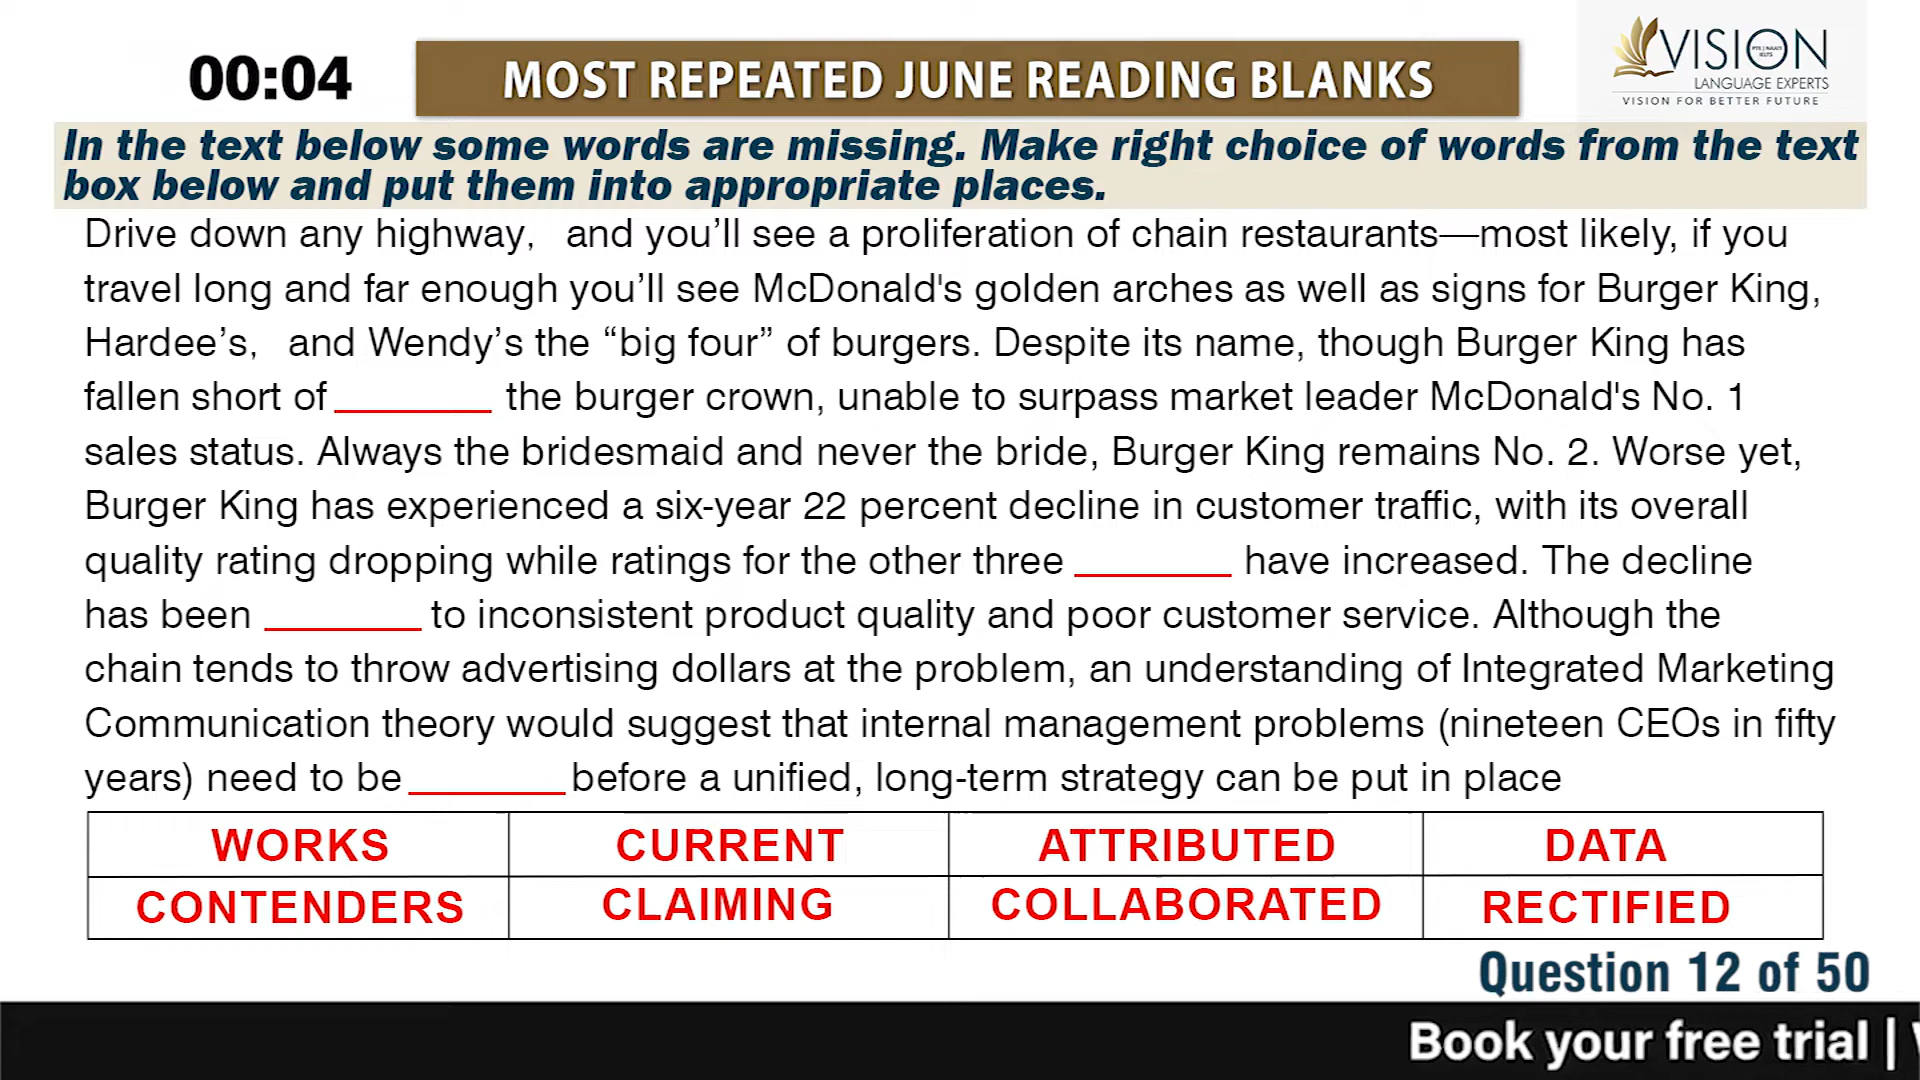 00:04
MOST REPEATED JUNE READING BLANKS
VISION
PTE | NAATI
IELTS
LANGUAGE EXPERTS
VISION FOR BETTER FUTURE
In the text below some words are missing. Make right choice of words from the text
box below and put them into appropriate places.
Drive down any highway, and you’ll see a proliferation of chain restaurants—most likely, if you
travel long and far enough you’ll see McDonald's golden arches as well as signs for Burger King,
Hardee’s, and Wendy’s the “big four” of burgers. Despite its name, though Burger King has
fallen short of ________ the burger crown, unable to surpass market leader McDonald's No. 1
sales status. Always the bridesmaid and never the bride, Burger King remains No. 2. Worse yet,
Burger King has experienced a six-year 22 percent decline in customer traffic, with its overall
quality rating dropping while ratings for the other three ________ have increased. The decline
has been ________ to inconsistent product quality and poor customer service. Although the
chain tends to throw advertising dollars at the problem, an understanding of Integrated Marketing
Communication theory would suggest that internal management problems (nineteen CEOs in fifty
years) need to be ________ before a unified, long-term strategy can be put in place
WORKS CURRENT ATTRIBUTED DATA
CONTENDERS CLAIMING COLLABORATED RECTIFIED
Question 12 of 50
Book your free trial |